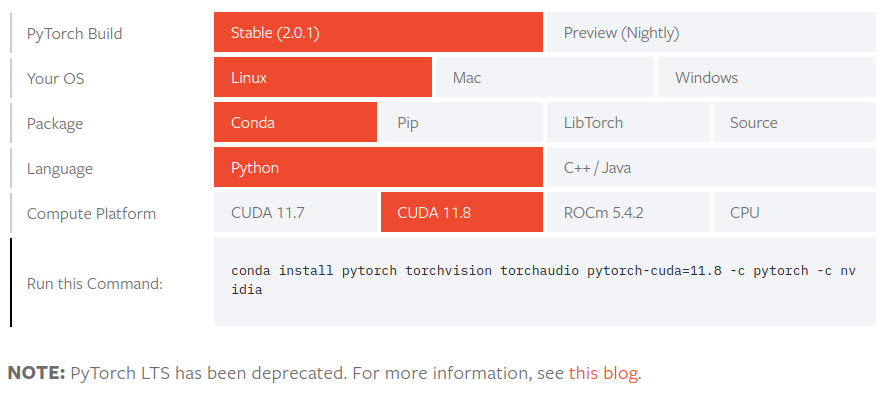 PyTorch Build Stable (2.0.1) Preview (Nightly)
Your OS Linux Mac Windows
Package Conda Pip LibTorch Source
Language Python C++ / Java
Compute Platform CUDA 11.7 CUDA 11.8 ROCm 5.4.2 CPU
Run this Command: conda install pytorch torchvision torchaudio pytorch-cuda=11.8 -c pytorch -c nv
idia
NOTE: PyTorch LTS has been deprecated. For more information, see this blog.